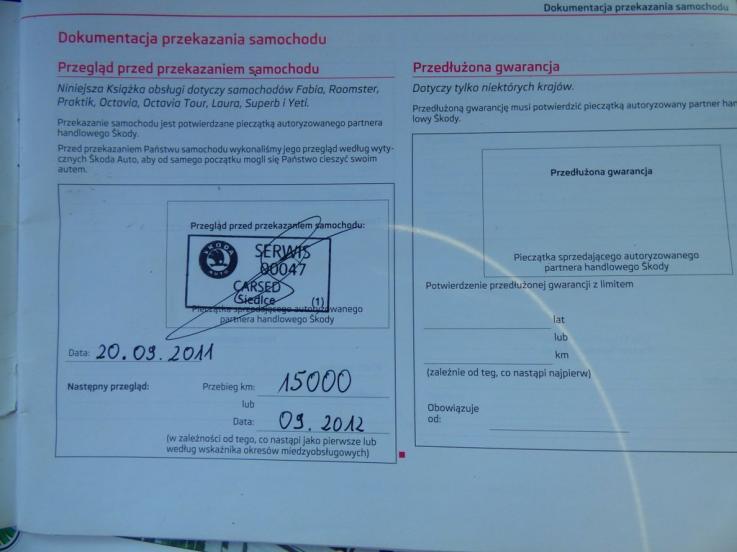 Dokumentacja przekazania samochodu
Dokumentacja przekazania samochodu
Przegląd przed przekazaniem samochodu
Niniejsza Książka obsługi dotyczy samochodów Fabia, Roomster,
Praktik, Octavia, Octavia Tour, Laura, Superb i Yeti.
Przekazanie samochodu jest potwierdzane pieczątką autoryzowanego partnera
handlowego Škody.
Przed przekazaniem Państwu samochodu wykonaliśmy jego przegląd według wyty-
cznych Škoda Auto, aby od samego początku mogli się Państwo cieszyć swoim
autem.
Przegląd przed przekazaniem samochodu:
ŠKODA
AUTO
SERWIS
00047
CARSED
Siedlce (1)
Pieczątka sprzedającego autoryzowanego
partnera handlowego Škody
Data: 20.09.2011
Następny przegląd: Przebieg km: 15000
lub
Data: 09.2012
(w zależności od tego, co nastąpi jako pierwsze lub
według wskaźnika okresów międzyobsługowych)
Przedłużona gwarancja
Dotyczy tylko niektórych krajów.
Przedłużoną gwarancję musi potwierdzić pieczątką autoryzowany partner han
lowy Škody.
Przedłużona gwarancja
Pieczątka sprzedającego autoryzowanego
partnera handlowego Škody
Potwierdzenie przedłużonej gwarancji z limitem
lat
lub
km
(zależnie od teg, co nastąpi najpierw)
Obowiązuje
od: